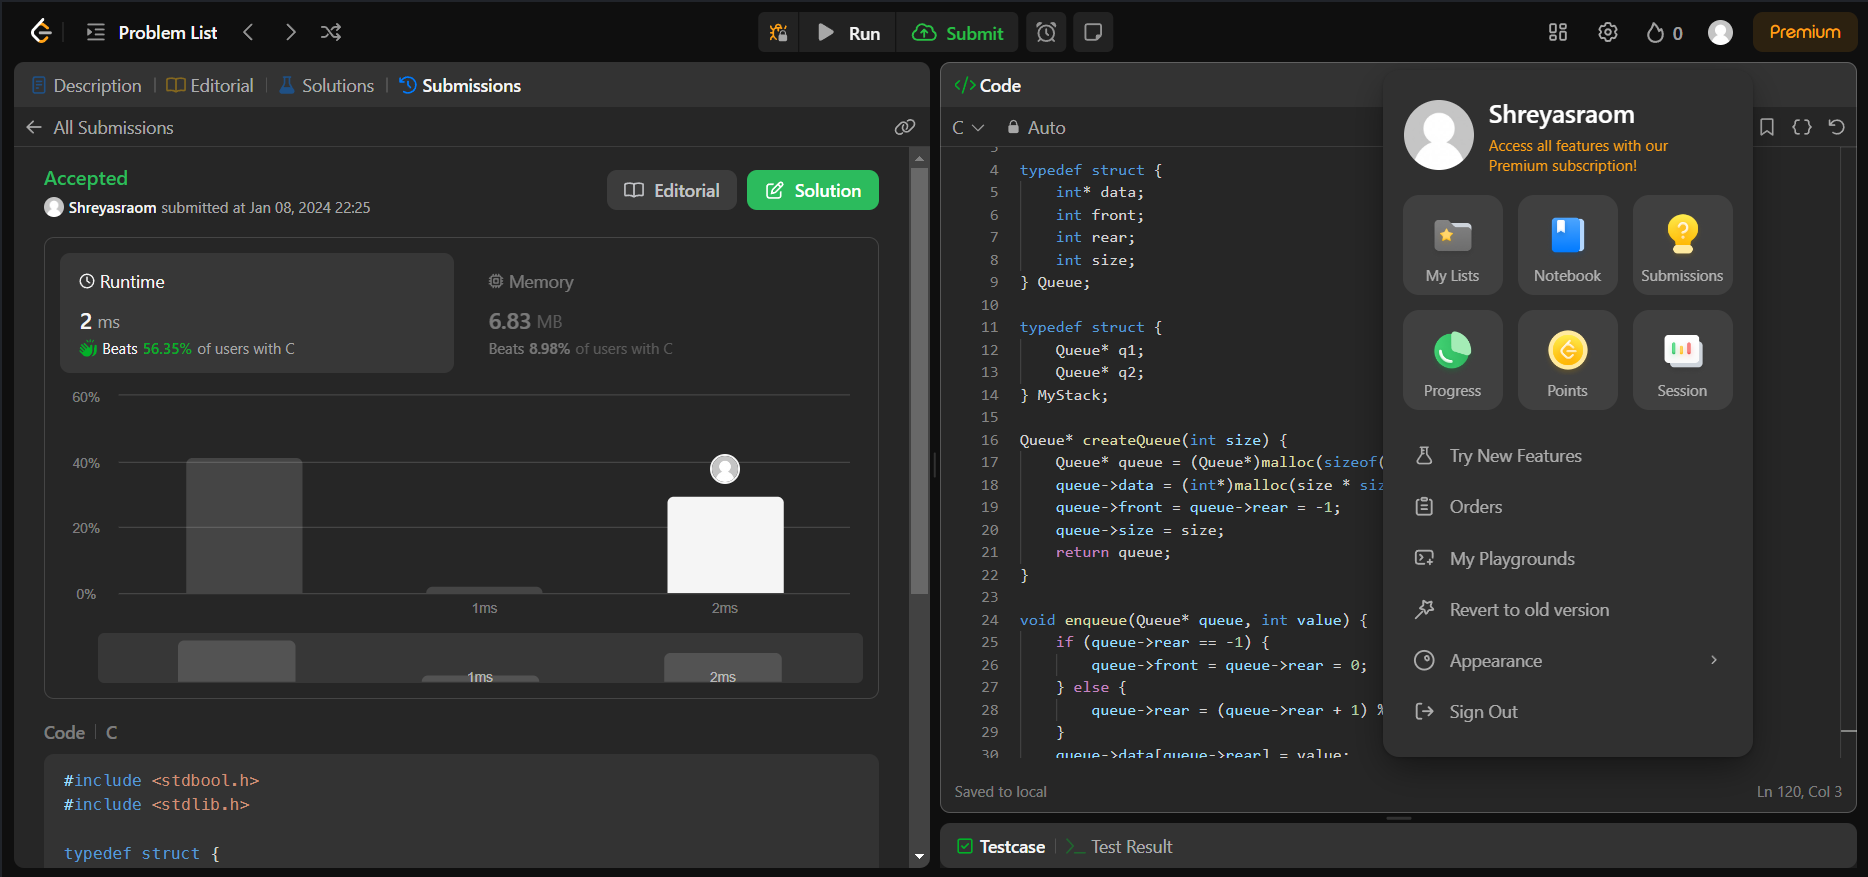 Problem List
Run
Submit
0
Premium
Description
Editorial
Solutions
Submissions
All Submissions
Accepted
Shreyasraom submitted at Jan 08, 2024 22:25
Editorial
Solution
Runtime
2 ms
Beats 56.35% of users with C
Memory
6.83 MB
Beats 8.98% of users with C
60%
40%
20%
0%
1ms
2ms
1ms
2ms
Code
C
#include <stdbool.h>
#include <stdlib.h>
typedef struct {
Code
C
Auto
4 typedef struct {
5 int* data;
6 int front;
7 int rear;
8 int size;
9 } Queue;
10
11 typedef struct {
12 Queue* q1;
13 Queue* q2;
14 } MyStack;
15
16 Queue* createQueue(int size) {
17 Queue* queue = (Queue*)malloc(sizeof(
18 queue->data = (int*)malloc(size * siz
19 queue->front = queue->rear = -1;
20 queue->size = size;
21 return queue;
22 }
23
24 void enqueue(Queue* queue, int value) {
25 if (queue->rear == -1) {
26 queue->front = queue->rear = 0;
27 } else {
28 queue->rear = (queue->rear + 1) %
29 }
30 queue->data[queue->rear] = value;
Saved to local
Ln 120, Col 3
Testcase
Test Result
Shreyasraom
Access all features with our
Premium subscription!
My Lists
Notebook
Submissions
Progress
Points
Session
Try New Features
Orders
My Playgrounds
Revert to old version
Appearance
Sign Out